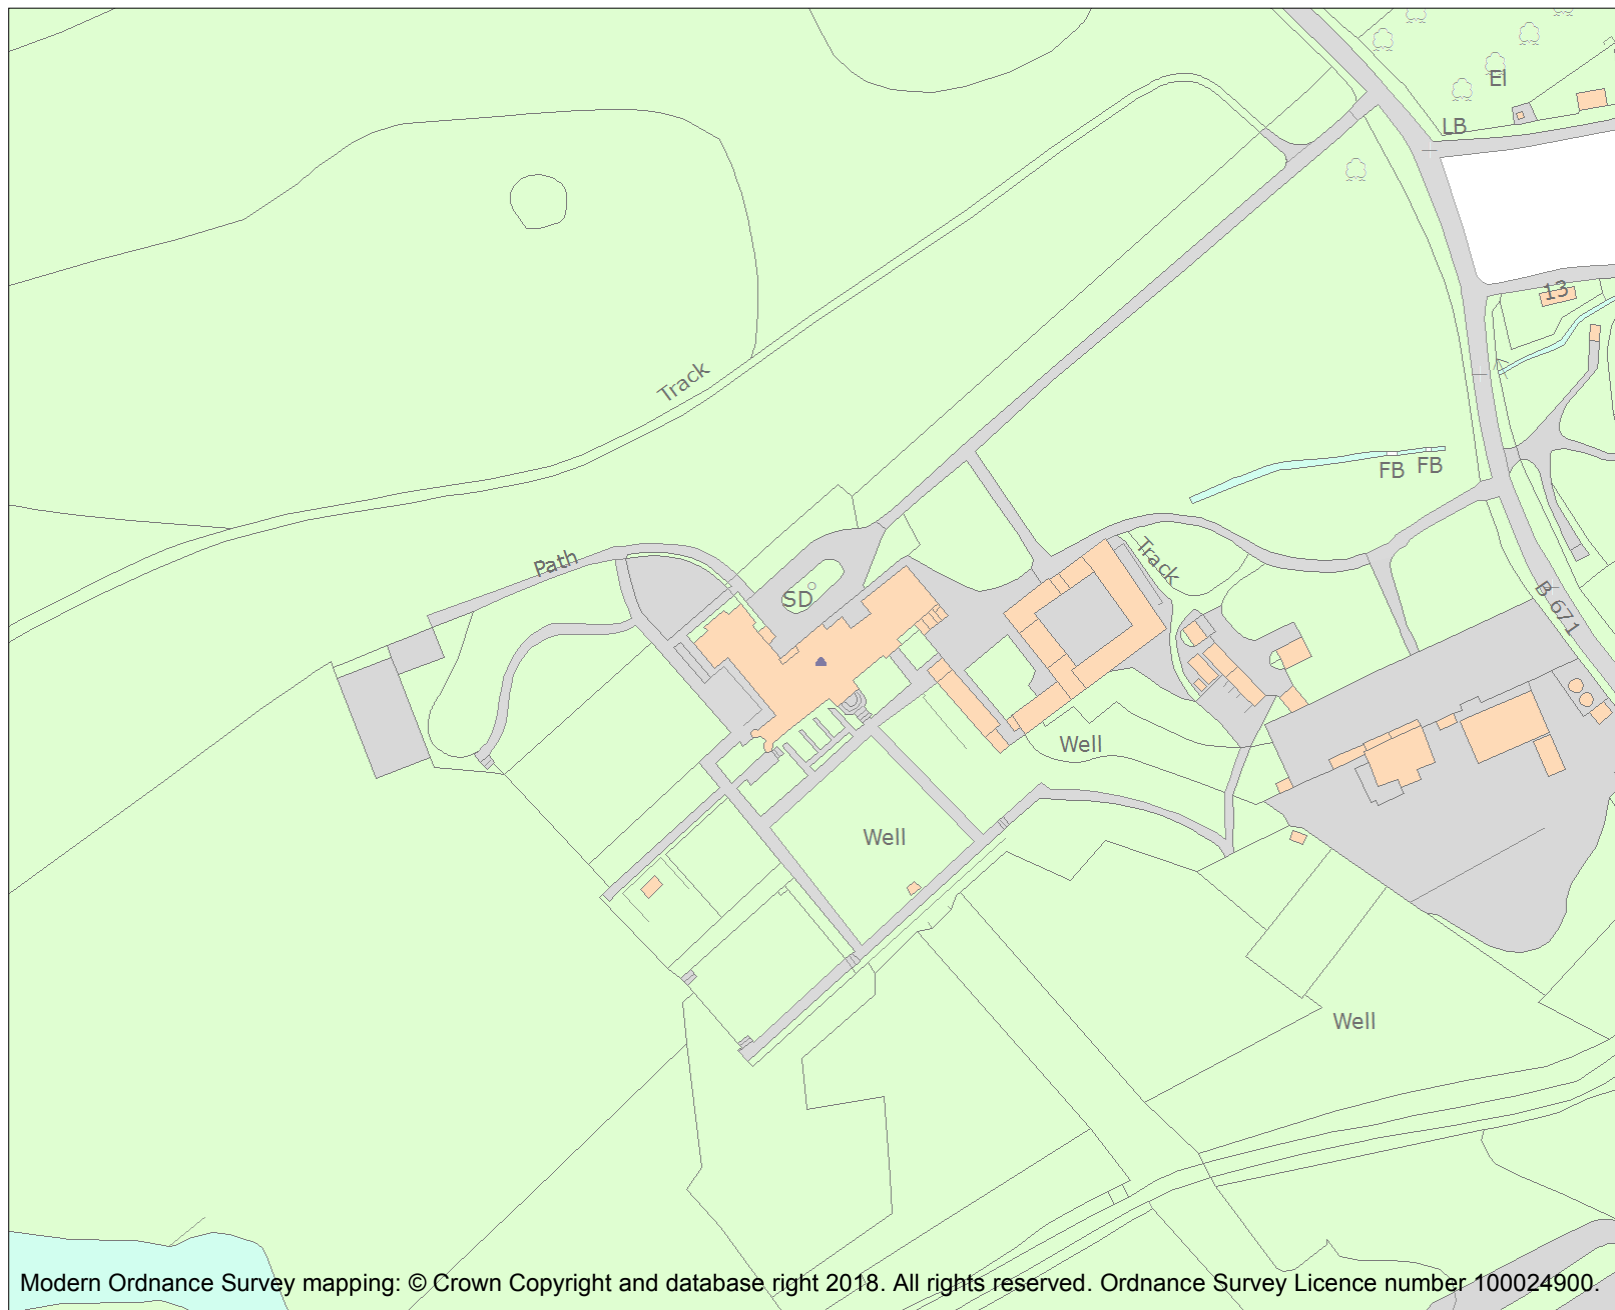 El
LB
13
Track
FB FB
Path
Track
SD
B 671
Well
Well
Well
Modern Ordnance Survey mapping: © Crown Copyright and database right 2018. All rights reserved. Ordnance Survey Licence number 100024900.